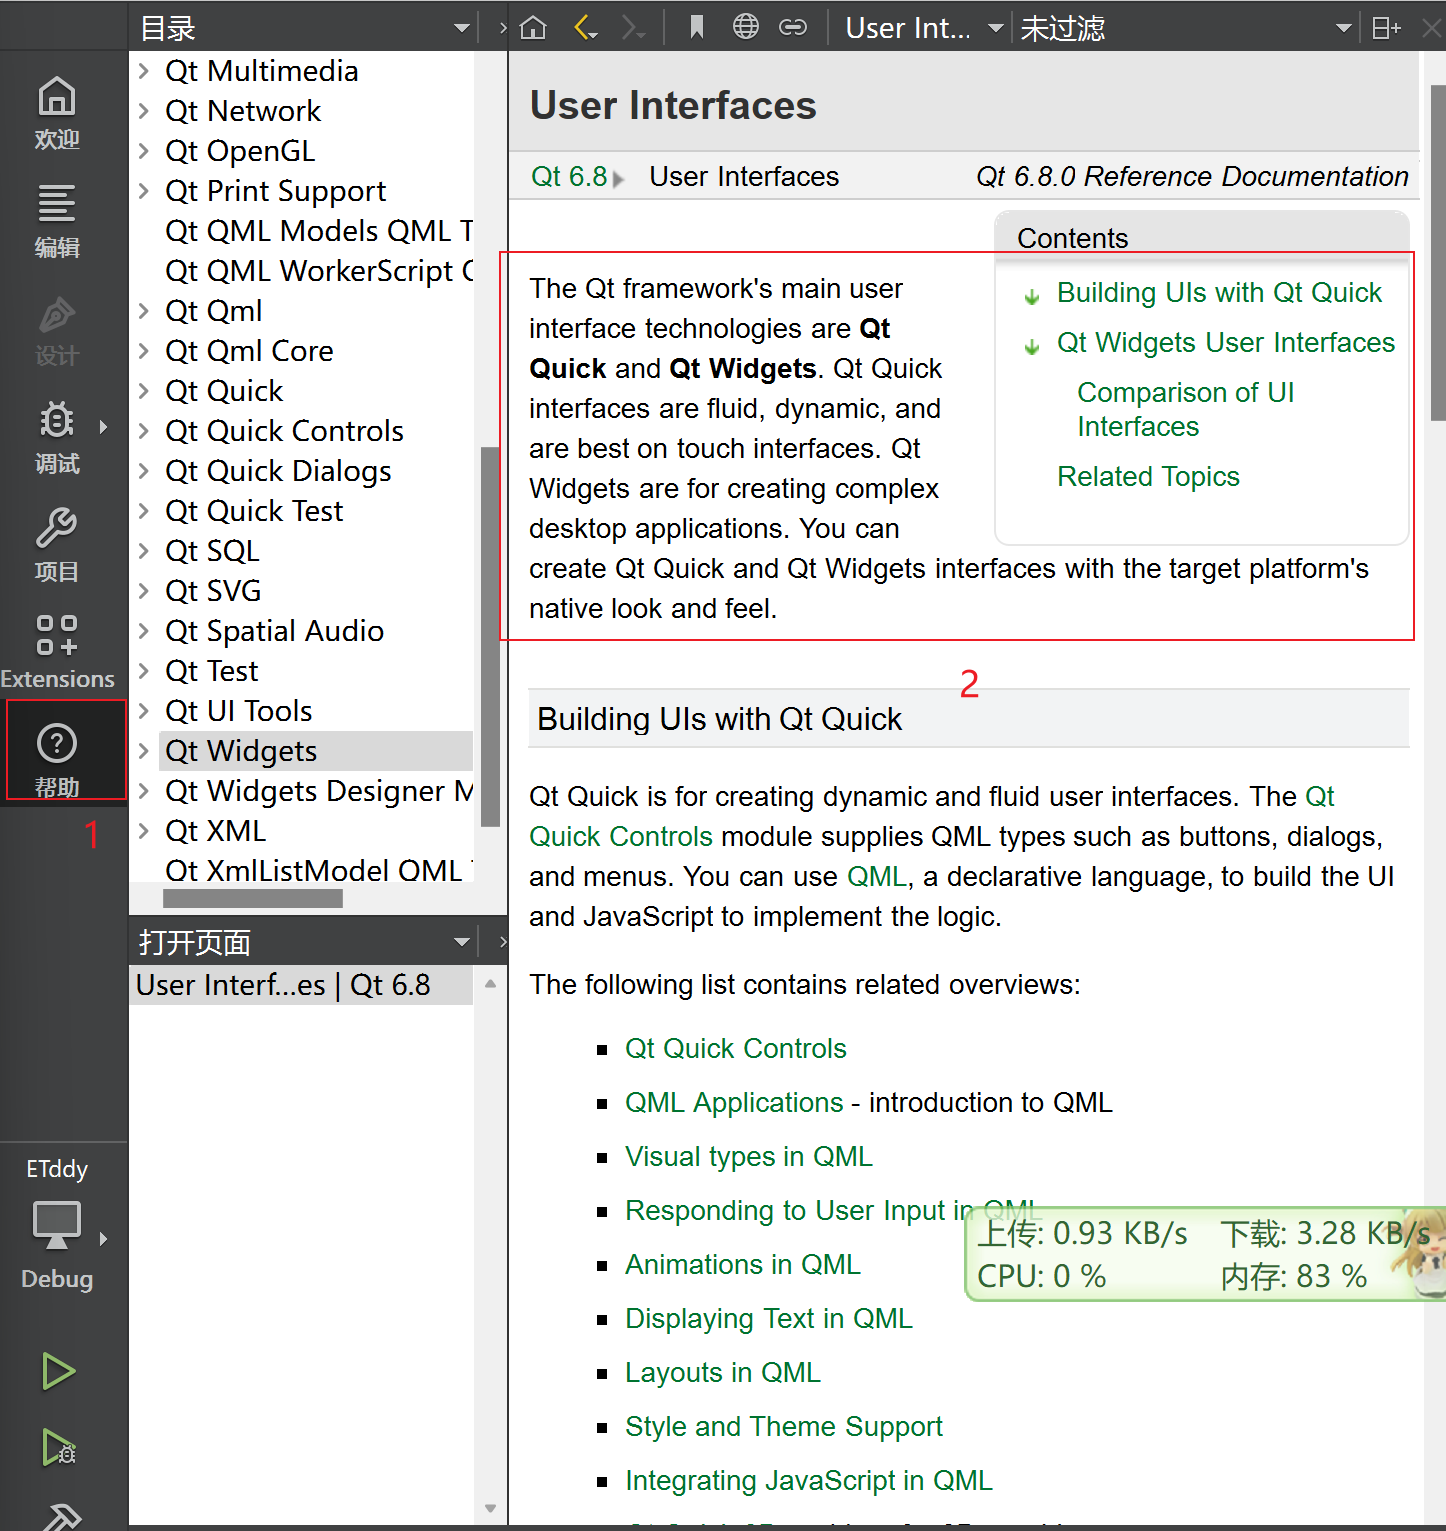 目录
User Int...
未过滤
欢迎
编辑
设计
调试
项目
Extensions
帮助
1
ETddy
Debug
Qt Multimedia
Qt Network
Qt OpenGL
Qt Print Support
Qt QML Models QML T
Qt QML WorkerScript
Qt Qml
Qt Qml Core
Qt Quick
Qt Quick Controls
Qt Quick Dialogs
Qt Quick Test
Qt SQL
Qt SVG
Qt Spatial Audio
Qt Test
Qt UI Tools
Qt Widgets
Qt Widgets Designer M
Qt XML
Qt XmlListModel QML
打开页面
User Interf...es | Qt 6.8
User Interfaces
Qt 6.8
User Interfaces
Qt 6.8.0 Reference Documentation
Contents
Building UIs with Qt Quick
Qt Widgets User Interfaces
Comparison of UI
Interfaces
Related Topics
The Qt framework's main user
interface technologies are Qt
Quick and Qt Widgets. Qt Quick
interfaces are fluid, dynamic, and
are best on touch interfaces. Qt
Widgets are for creating complex
desktop applications. You can
create Qt Quick and Qt Widgets interfaces with the target platform's
native look and feel.
2
Building UIs with Qt Quick
Qt Quick is for creating dynamic and fluid user interfaces. The Qt
Quick Controls module supplies QML types such as buttons, dialogs,
and menus. You can use QML, a declarative language, to build the UI
and JavaScript to implement the logic.
The following list contains related overviews:
Qt Quick Controls
QML Applications - introduction to QML
Visual types in QML
Responding to User Input in QML
Animations in QML
Displaying Text in QML
Layouts in QML
Style and Theme Support
Integrating JavaScript in QML
上传: 0.93 KB/s 下载: 3.28 KB/s
CPU: 0 % 内存: 83 %